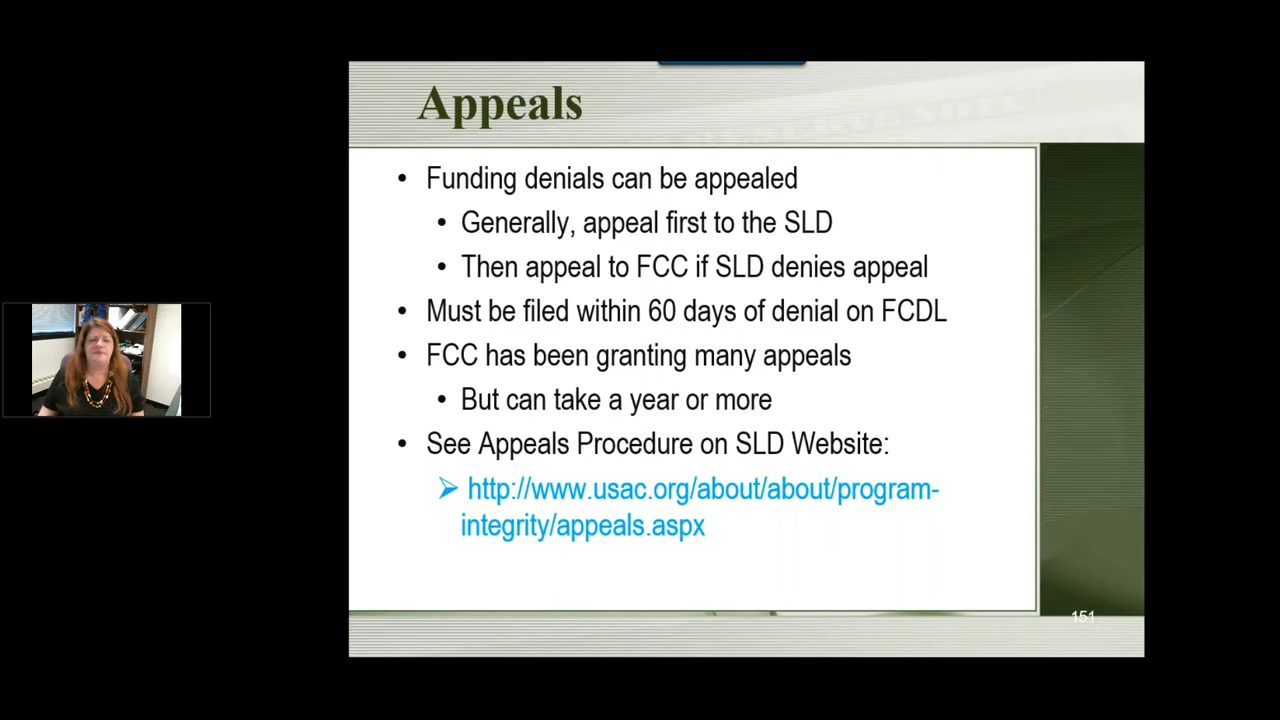 Appeals
• Funding denials can be appealed
• Generally, appeal first to the SLD
• Then appeal to FCC if SLD denies appeal
• Must be filed within 60 days of denial on FCDL
• FCC has been granting many appeals
• But can take a year or more
• See Appeals Procedure on SLD Website:
➢ http://www.usac.org/about/about/program-
integrity/appeals.aspx
151